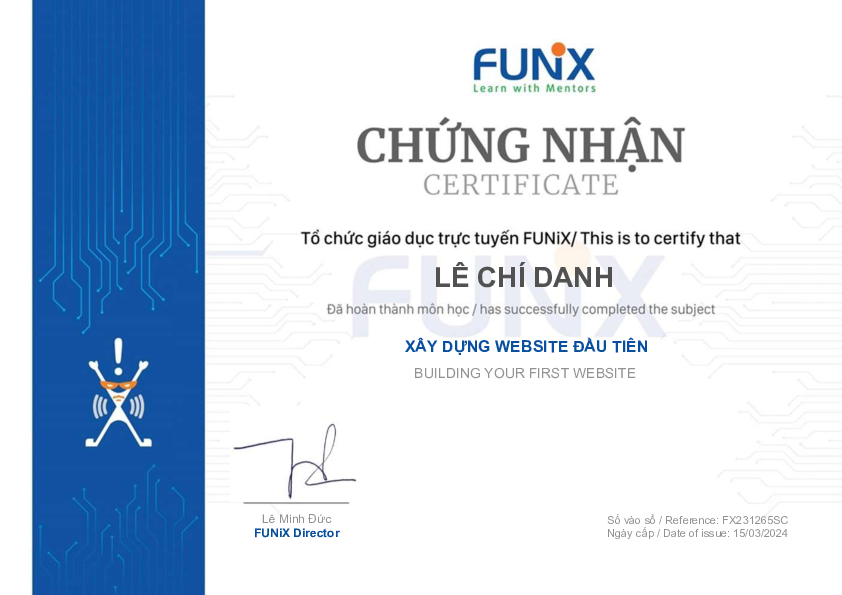 FUNiX
Learn with Mentors
CHỨNG NHẬN
CERTIFICATE
Tổ chức giáo dục trực tuyến FUNiX/ This is to certify that
LÊ CHÍ DANH
Đã hoàn thành môn học / has successfully completed the subject
XÂY DỰNG WEBSITE ĐẦU TIÊN
BUILDING YOUR FIRST WEBSITE
Lê Minh Đức
FUNiX Director
Số vào sổ / Reference: FX231265SC
Ngày cấp / Date of issue: 15/03/2024